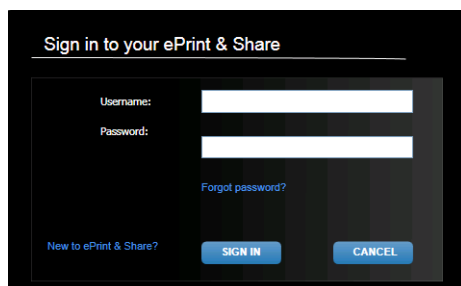 Sign in to your ePrint & Share
Username:
Password:
Forgot password?
New to ePrint & Share?
SIGN IN
CANCEL